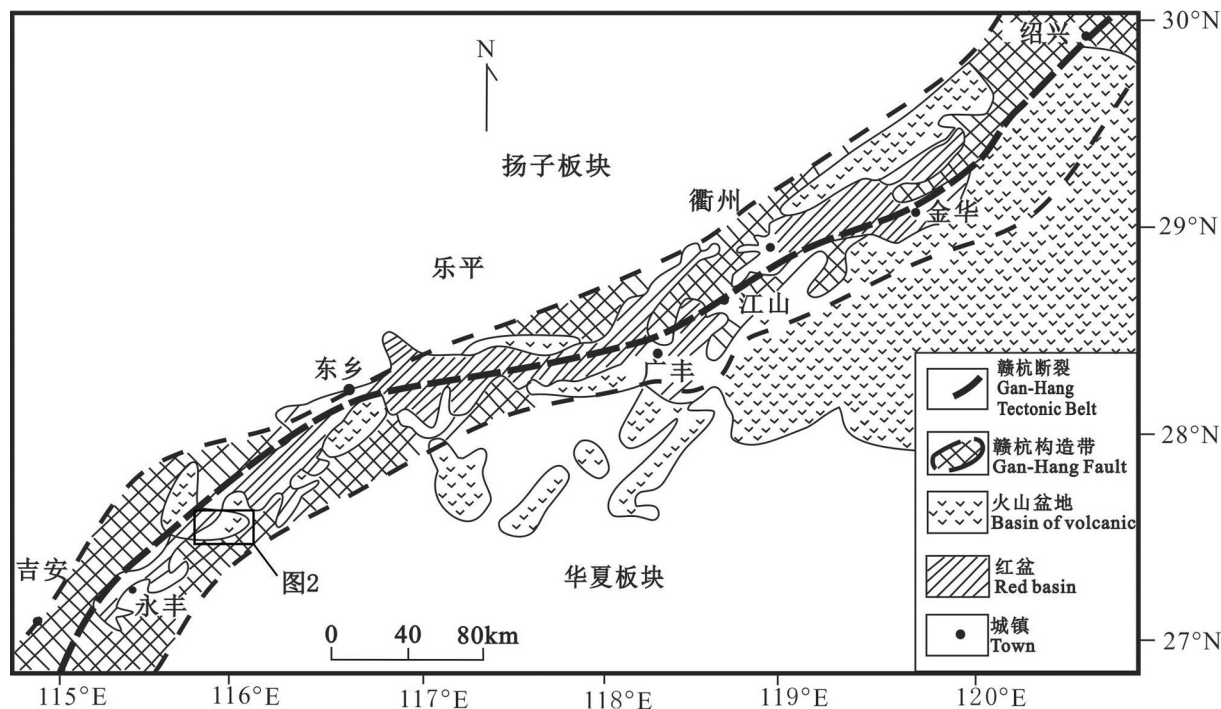 绍兴
30°N
N
扬子板块
衢州
金华
29°N
乐平
江山
东乡
广丰
28°N
吉安
图2
永丰
华夏板块
0 40 80km
27°N
赣杭断裂
Gan-Hang
Tectonic Belt
赣杭构造带
Gan-Hang Fault
火山盆地
Basin of volcanic
红盆
Red basin
城镇
Town
115°E 116°E 117°E 118°E 119°E 120°E